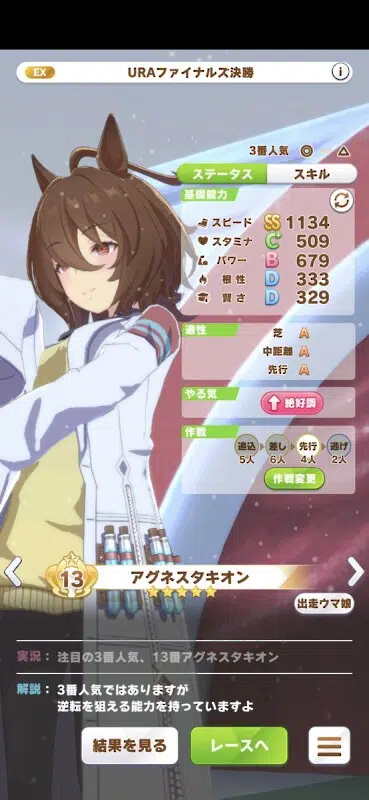 EX URAファイナルズ決勝 i
3番人気 ◎ △
ステータス スキル
基礎能力
スピード SS 1134
スタミナ C+ 509
パワー B 679
根性 D 333
賢さ D 329
適性
芝 A
中距離 A
先行 A
やる気
絶好調
作戦
追込 差し 先行 逃げ
5人 6人 4人 2人
作戦変更
13 アグネスタキオン
出走ウマ娘
実況： 注目の3番人気、13番アグネスタキオン
解説： 3番人気ではありますが
逆転を狙える能力を持っていますよ
結果を見る レースへ